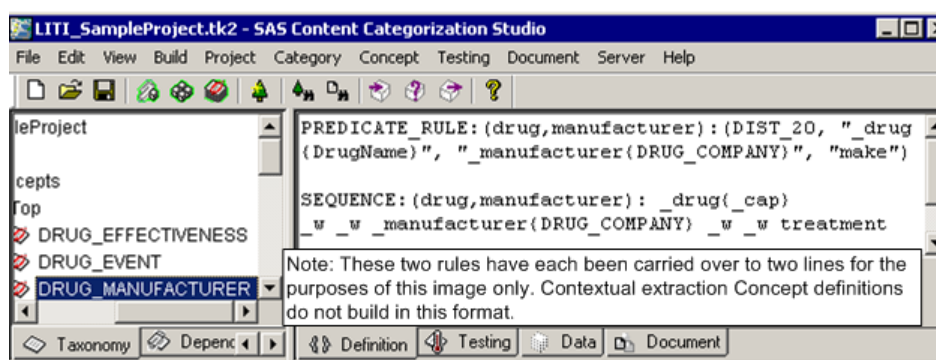 LITI_SampleProject.tk2 - SAS Content Categorization Studio
File Edit View Build Project Category Concept Testing Document Server Help
leProject
cepts
Top
DRUG_EFFECTIVENESS
DRUG_EVENT
DRUG_MANUFACTURER
Taxonomy Depenc
PREDICATE_RULE:(drug,manufacturer):(DIST_20, "_drug
{DrugName}", "_manufacturer{DRUG_COMPANY}", "make")
SEQUENCE:(drug,manufacturer): _drug{_cap}
_w _w _manufacturer{DRUG_COMPANY} _w _w treatment
Note: These two rules have each been carried over to two lines for the
purposes of this image only. Contextual extraction Concept definitions
do not build in this format.
Definition Testing Data Document